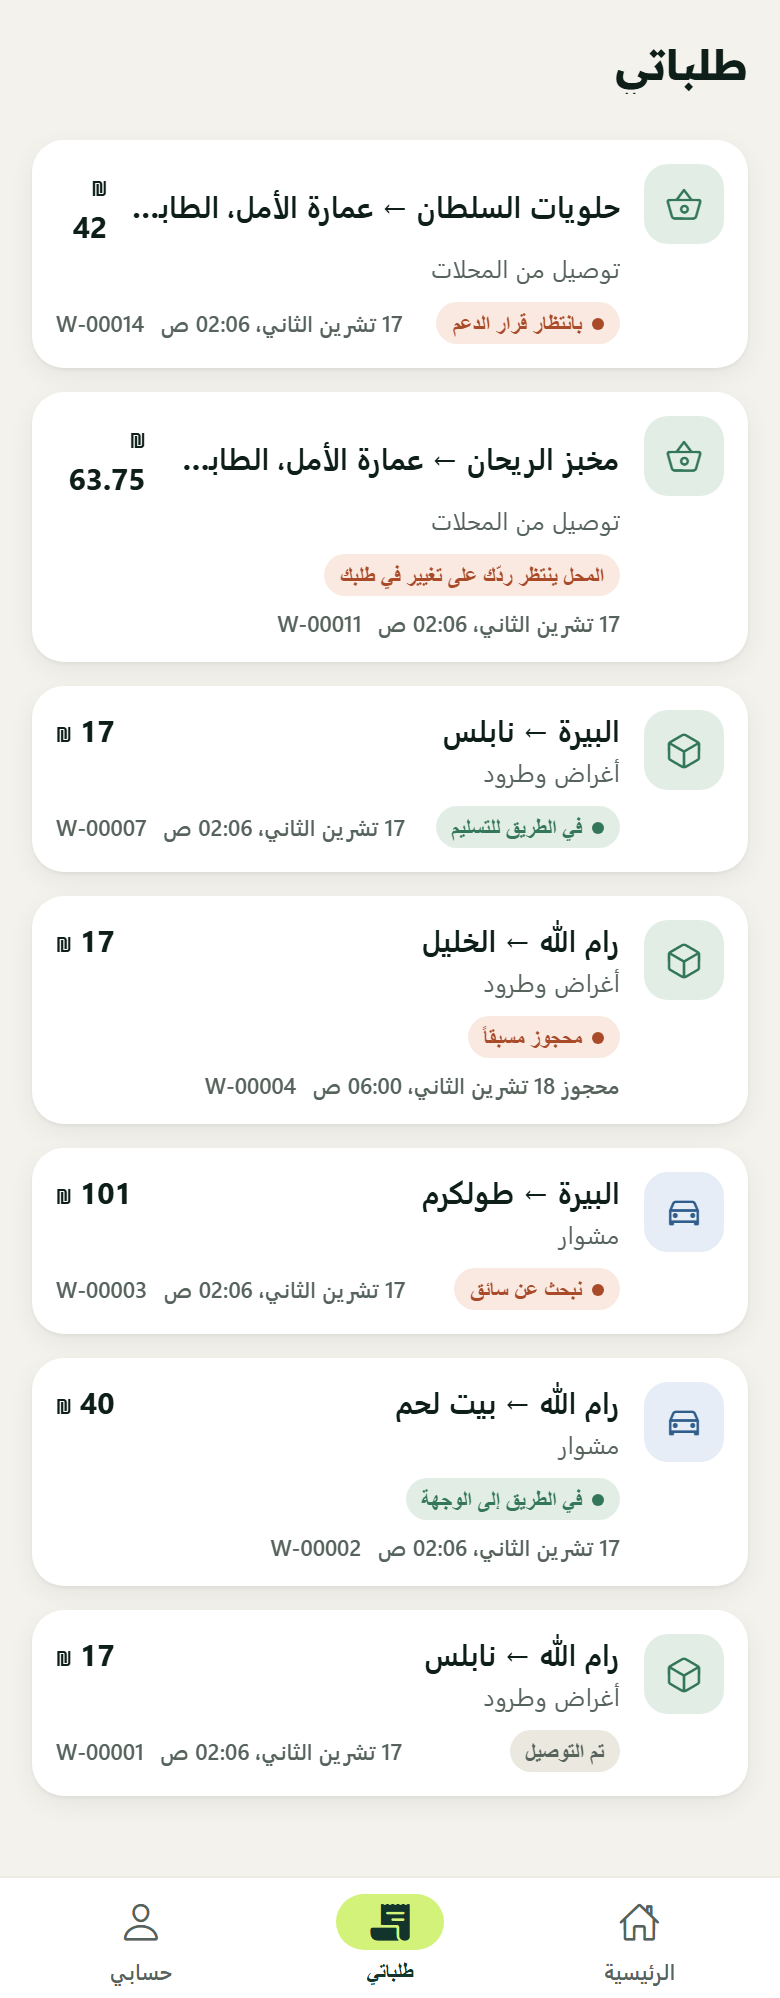 طلباتي
حلويات السلطان ← عمارة الأمل، الطابـ...
₪ 42
توصيل من المحلات
بانتظار قرار الدعم
17 تشرين الثاني، 02:06 ص
W-00014
مخبز الريحان ← عمارة الأمل، الطابـ...
₪ 63.75
توصيل من المحلات
المحل ينتظر ردّك على تغيير في طلبك
17 تشرين الثاني، 02:06 ص
W-00011
البيرة ← نابلس
17 ₪
أغراض وطرود
في الطريق للتسليم
17 تشرين الثاني، 02:06 ص
W-00007
رام الله ← الخليل
17 ₪
أغراض وطرود
محجوز مسبقاً
محجوز 18 تشرين الثاني، 06:00 ص
W-00004
البيرة ← طولكرم
101 ₪
مشوار
نبحث عن سائق
17 تشرين الثاني، 02:06 ص
W-00003
رام الله ← بيت لحم
40 ₪
مشوار
في الطريق إلى الوجهة
17 تشرين الثاني، 02:06 ص
W-00002
رام الله ← نابلس
17 ₪
أغراض وطرود
تم التوصيل
17 تشرين الثاني، 02:06 ص
W-00001
الرئيسية
طلباتي
حسابي